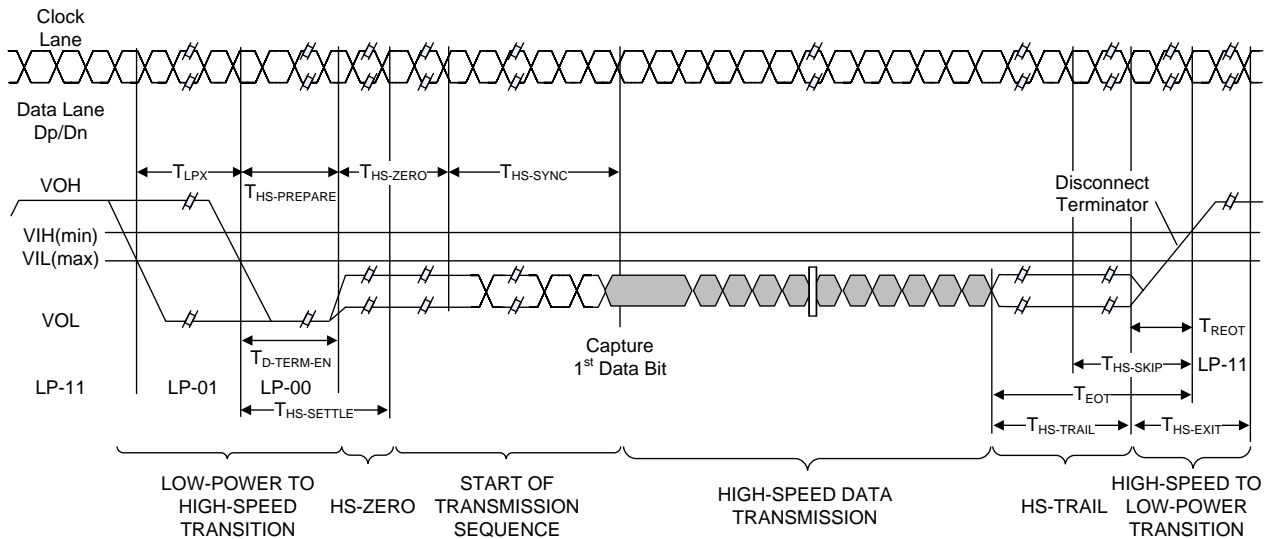 Clock
Lane
Data Lane
Dp/Dn
TLPX
THS-PREPARE
THS-ZERO
THS-SYNC
VOH
Disconnect
Terminator
VIH(min)
VIL(max)
VOL
TD-TERM-EN
Capture
1st Data Bit
TREOT
THS-SKIP
LP-11
LP-11
LP-01
LP-00
TEOT
THS-SETTLE
THS-TRAIL
THS-EXIT
LOW-POWER TO
HIGH-SPEED
TRANSITION
HS-ZERO
START OF
TRANSMISSION
SEQUENCE
HIGH-SPEED DATA
TRANSMISSION
HS-TRAIL
HIGH-SPEED TO
LOW-POWER
TRANSITION